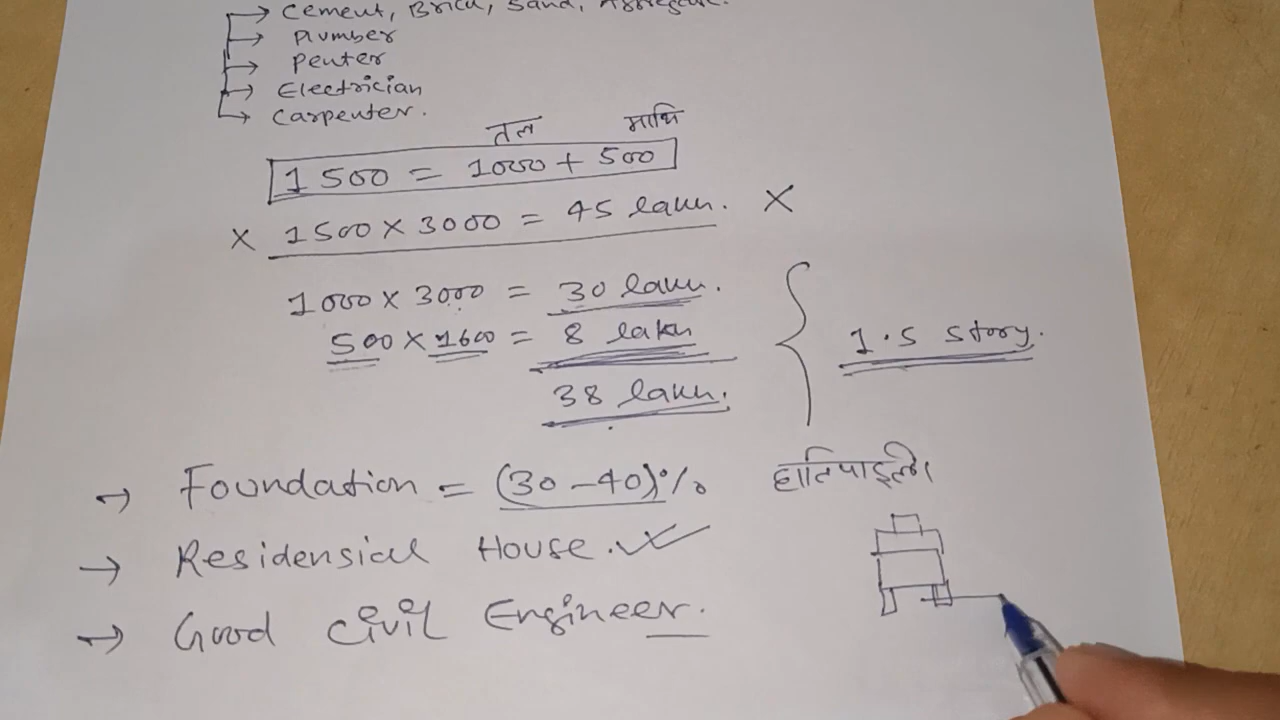 Cement, Brick, Sand, Aggregate.
Plumber
Penter
Electrician
Carpenter.
तल माथि
1500 = 1000 + 500
X 1500 X 3000 = 45 lakh. X
1000 X 3000 = 30 lakh.
500 X 1600 = 8 lakh
38 lakh.
1.5 story.
→ Foundation = (30-40)%
हात्तिपाइले।
→ Residensial House.
→ Good Civil Engineer.